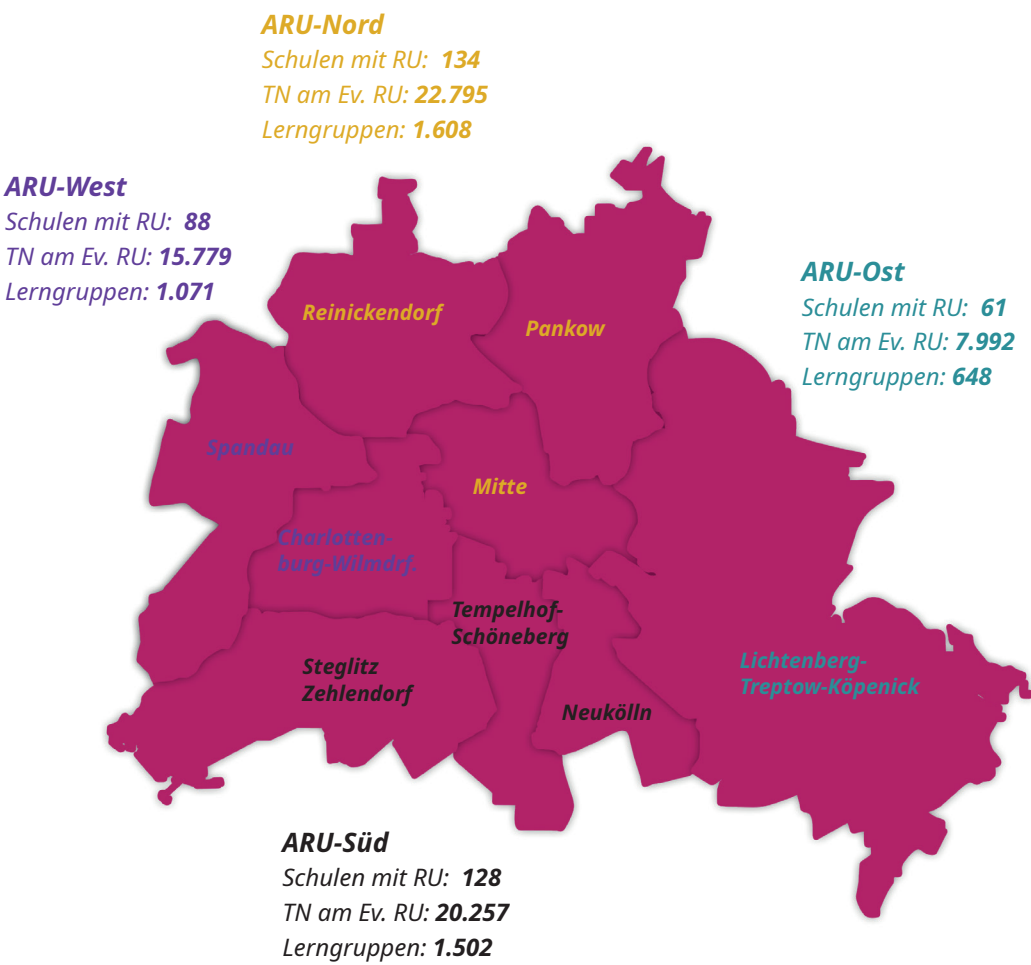 ARU-Nord
Schulen mit RU: 134
TN am Ev. RU: 22.795
Lerngruppen: 1.608
ARU-West
Schulen mit RU: 88
TN am Ev. RU: 15.779
Lerngruppen: 1.071
ARU-Ost
Schulen mit RU: 61
TN am Ev. RU: 7.992
Lerngruppen: 648
Reinickendorf
Pankow
Spandau
Mitte
Charlotten-
burg-Wilmdrf.
Tempelhof-
Schöneberg
Steglitz
Zehlendorf
Lichtenberg-
Treptow-Köpenick
Neukölln
ARU-Süd
Schulen mit RU: 128
TN am Ev. RU: 20.257
Lerngruppen: 1.502